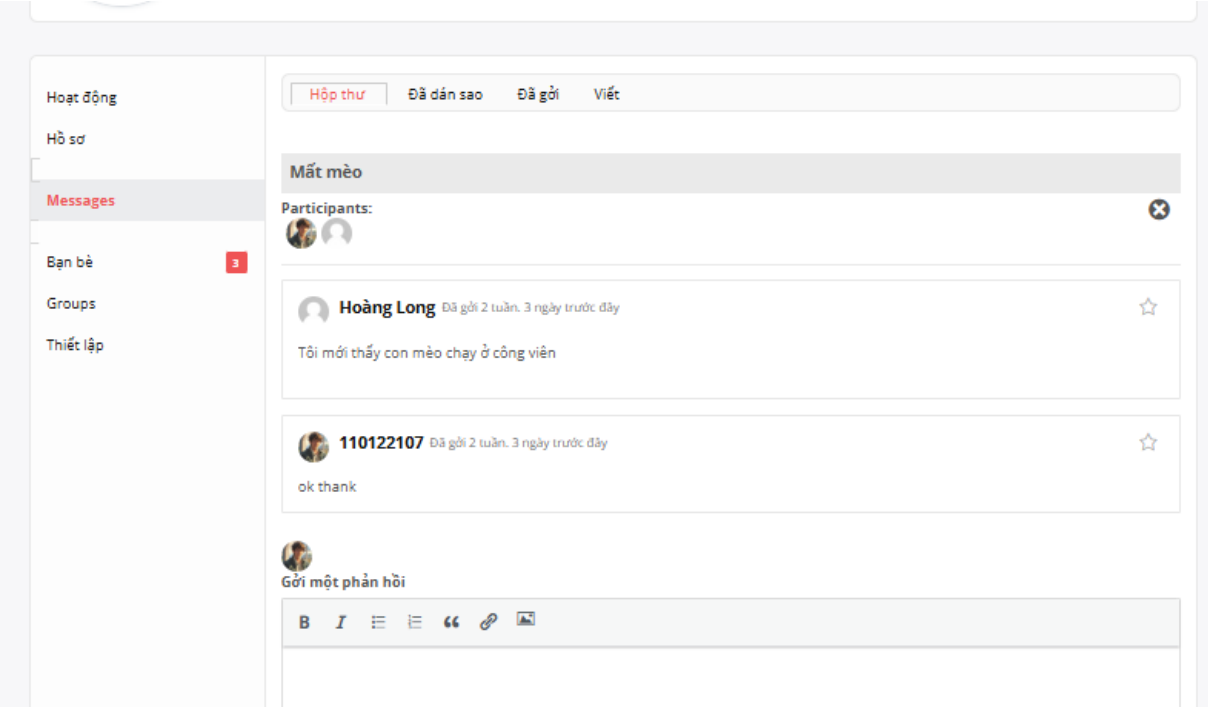 Hoạt động
Hồ sơ
Messages
Bạn bè 3
Groups
Thiết lập
Hộp thư Đã dán sao Đã gởi Viết
Mất mèo
Participants:
Hoàng Long Đã gởi 2 tuần. 3 ngày trước đây
Tôi mới thấy con mèo chạy ở công viên
110122107 Đã gởi 2 tuần. 3 ngày trước đây
ok thank
Gởi một phản hồi
B I